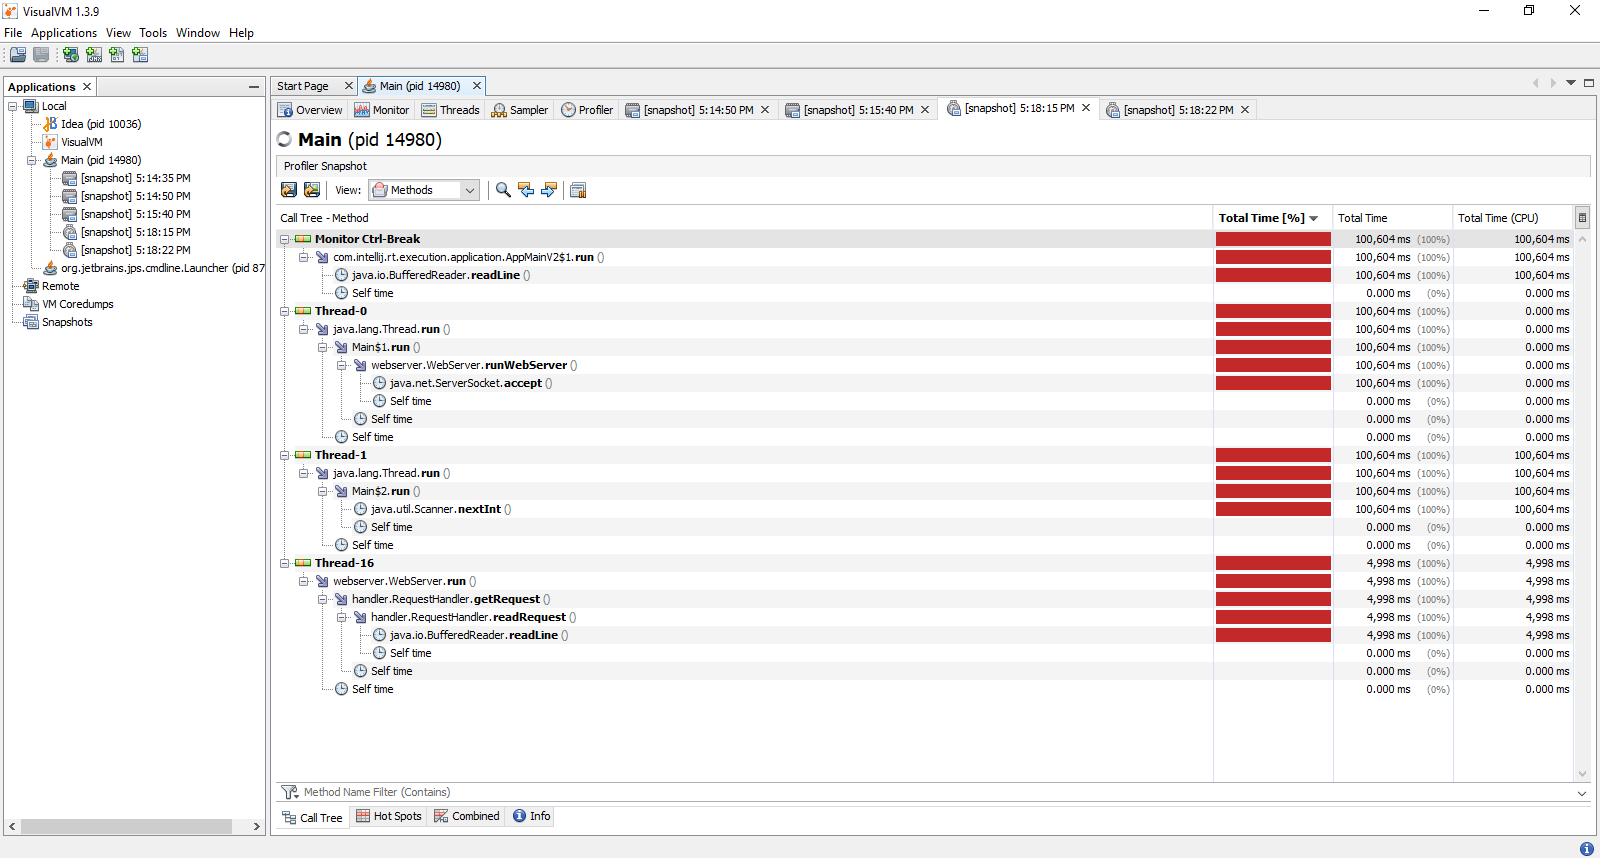 VisualVM 1.3.9
File Applications View Tools Window Help
Applications
Local
Idea (pid 10036)
VisualVM
Main (pid 14980)
[snapshot] 5:14:35 PM
[snapshot] 5:14:50 PM
[snapshot] 5:15:40 PM
[snapshot] 5:18:15 PM
[snapshot] 5:18:22 PM
org.jetbrains.jps.cmdline.Launcher (pid 87
Remote
VM Coredumps
Snapshots
Start Page Main (pid 14980)
Overview Monitor Threads Sampler Profiler [snapshot] 5:14:50 PM [snapshot] 5:15:40 PM [snapshot] 5:18:15 PM [snapshot] 5:18:22 PM
Main (pid 14980)
Profiler Snapshot
View: Methods
Call Tree - Method Total Time [%] Total Time Total Time (CPU)
Monitor Ctrl-Break 100,604 ms (100%) 100,604 ms
com.intellij.rt.execution.application.AppMainV2$1.run () 100,604 ms (100%) 100,604 ms
java.io.BufferedReader.readLine () 100,604 ms (100%) 100,604 ms
Self time 0.000 ms (0%) 0.000 ms
Thread-0 100,604 ms (100%) 0.000 ms
java.lang.Thread.run () 100,604 ms (100%) 0.000 ms
Main$1.run () 100,604 ms (100%) 0.000 ms
webserver.WebServer.runWebServer () 100,604 ms (100%) 0.000 ms
java.net.ServerSocket.accept () 100,604 ms (100%) 0.000 ms
Self time 0.000 ms (0%) 0.000 ms
Self time 0.000 ms (0%) 0.000 ms
Self time 0.000 ms (0%) 0.000 ms
Thread-1 100,604 ms (100%) 100,604 ms
java.lang.Thread.run () 100,604 ms (100%) 100,604 ms
Main$2.run () 100,604 ms (100%) 100,604 ms
java.util.Scanner.nextInt () 100,604 ms (100%) 100,604 ms
Self time 0.000 ms (0%) 0.000 ms
Self time 0.000 ms (0%) 0.000 ms
Thread-16 4,998 ms (100%) 4,998 ms
webserver.WebServer.run () 4,998 ms (100%) 4,998 ms
handler.RequestHandler.getRequest () 4,998 ms (100%) 4,998 ms
handler.RequestHandler.readRequest () 4,998 ms (100%) 4,998 ms
java.io.BufferedReader.readLine () 4,998 ms (100%) 4,998 ms
Self time 0.000 ms (0%) 0.000 ms
Self time 0.000 ms (0%) 0.000 ms
Self time 0.000 ms (0%) 0.000 ms
Method Name Filter (Contains)
Call Tree Hot Spots Combined Info